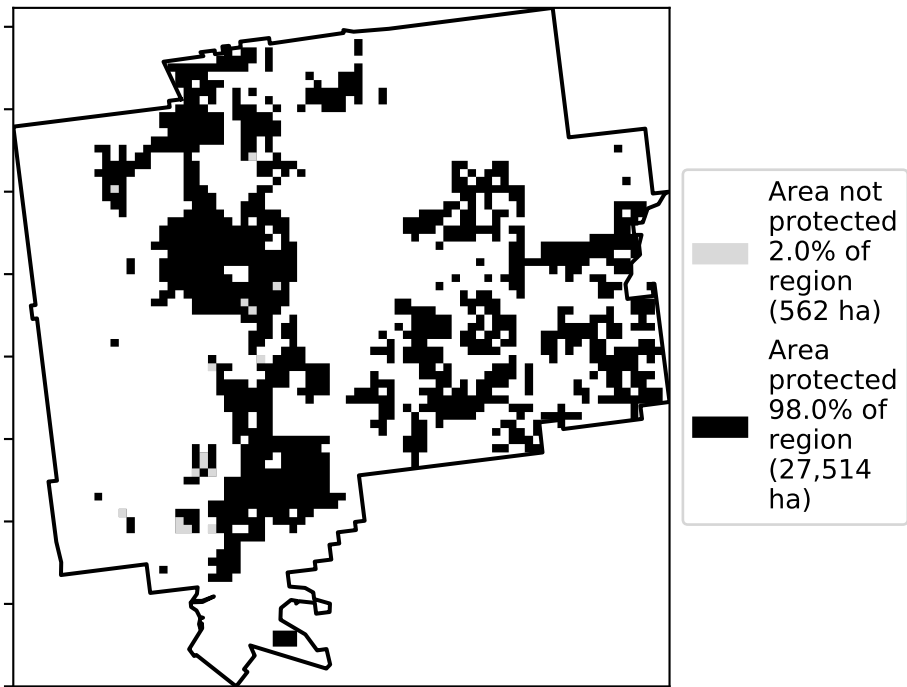 Area not
protected
2.0% of
region
(562 ha)
Area
protected
98.0% of
region
(27,514
ha)